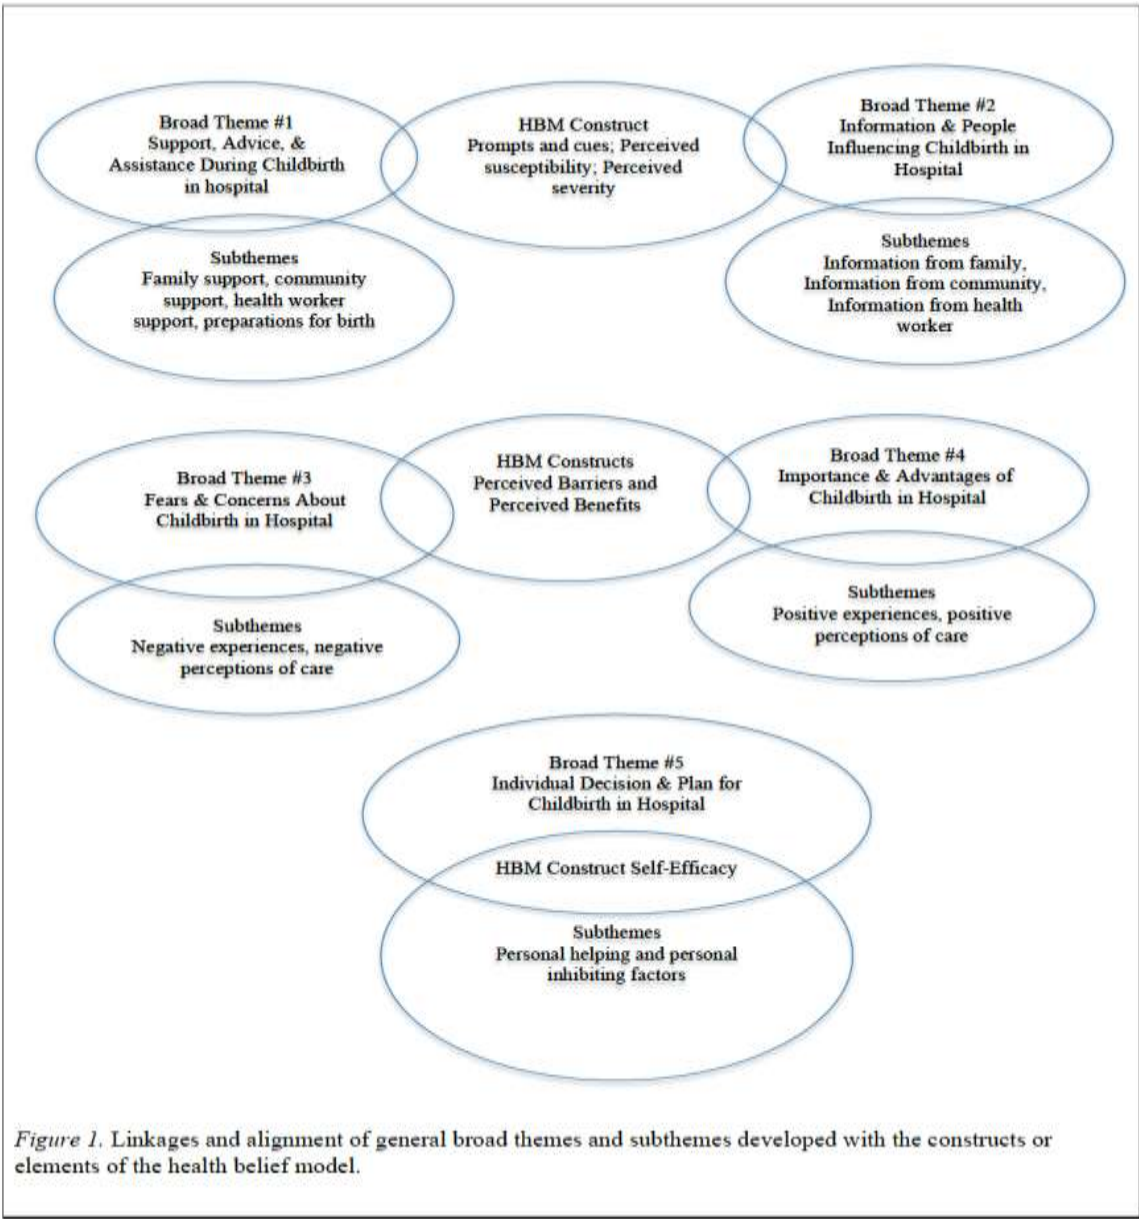 Broad Theme #1
Support, Advice, &
Assistance During Childbirth
in hospital
HBM Construct
Prompts and cues; Perceived
susceptibility; Perceived
severity
Broad Theme #2
Information & People
Influencing Childbirth in
Hospital
Subthemes
Family support, community
support, health worker
support, preparations for birth
Subthemes
Information from family,
Information from community,
Information from health
worker
Broad Theme #3
Fears & Concerns About
Childbirth in Hospital
HBM Constructs
Perceived Barriers and
Perceived Benefits
Broad Theme #4
Importance & Advantages of
Childbirth in Hospital
Subthemes
Negative experiences, negative
perceptions of care
Subthemes
Positive experiences, positive
perceptions of care
Broad Theme #5
Individual Decision & Plan for
Childbirth in Hospital
HBM Construct Self-Efficacy
Subthemes
Personal helping and personal
inhibiting factors
Figure 1. Linkages and alignment of general broad themes and subthemes developed with the constructs or
elements of the health belief model.